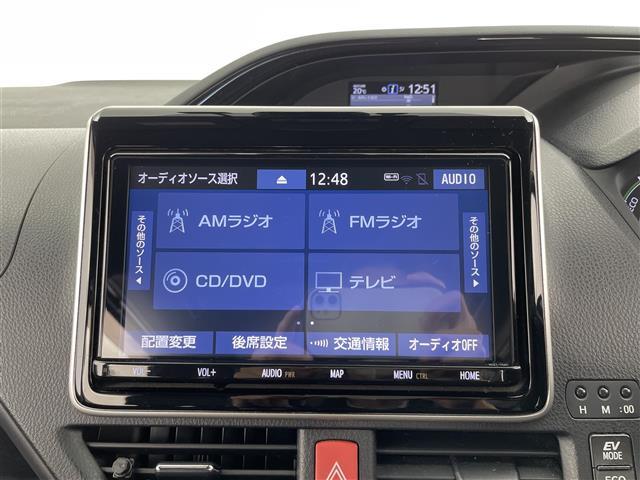 20℃
12:51
オーディオソース選択
12:48
Wi-Fi
AUDIO
その他のソース
AMラジオ
FMラジオ
その他のソース
CD/DVD
テレビ
配置変更
後席設定
交通情報
オーディオOFF
VOL-
VOL+
AUDIO PWR
MAP
MENU CTRL
HOME
H
M
:00
EV
MODE
ECO